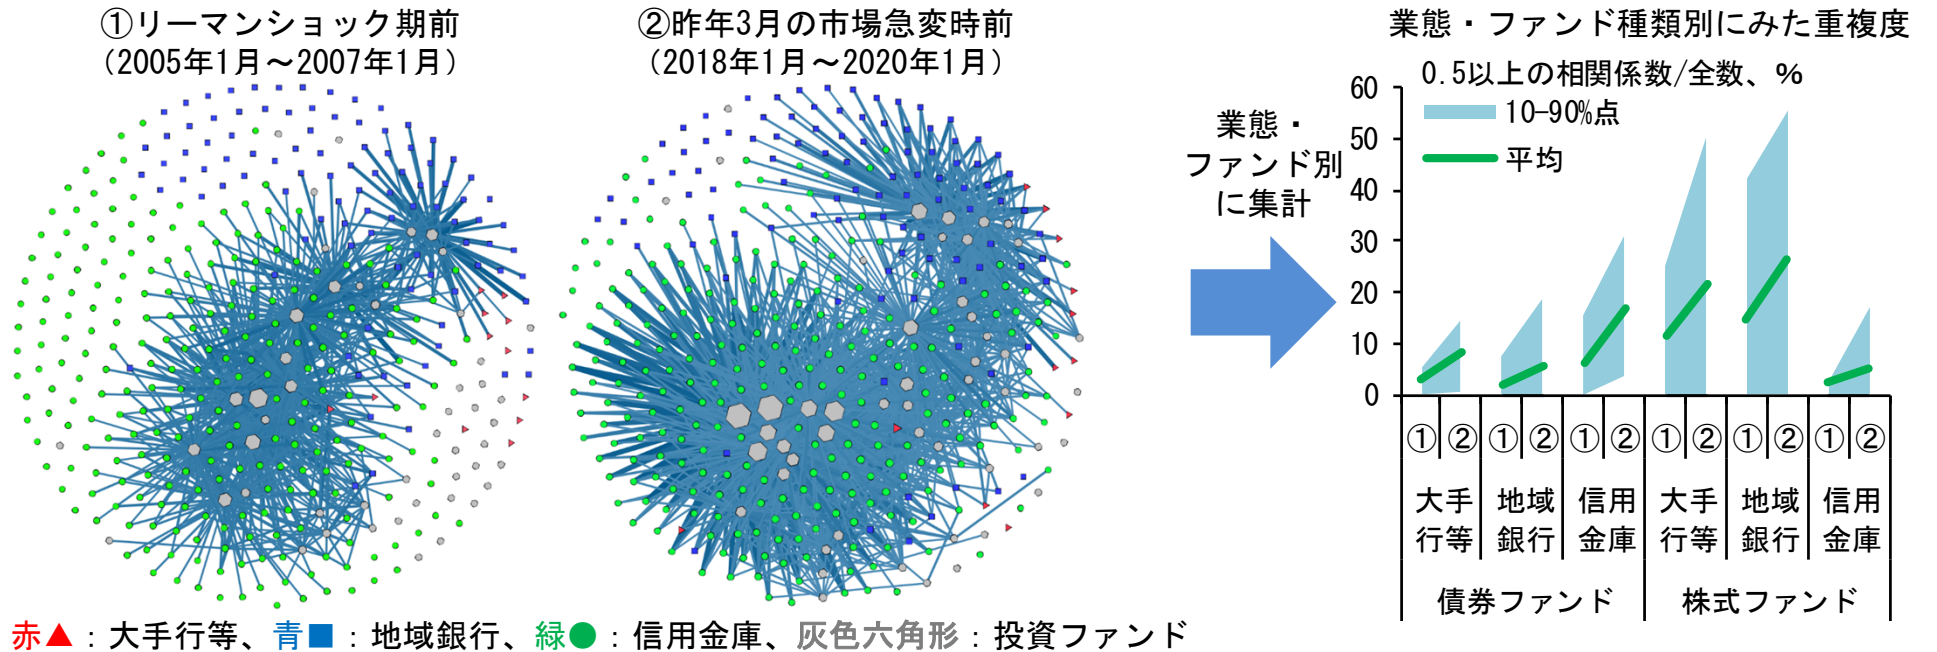 ①リーマンショック期前
（2005年1月～2007年1月）
②昨年3月の市場急変時前
（2018年1月～2020年1月）
業態・
ファンド別
に集計
業態・ファンド種類別にみた重複度
0.5以上の相関係数/全数、％
10-90%点
平均
60
50
40
30
20
10
0
① ② ① ② ① ② ① ② ① ② ① ②
大手 地域 信用 大手 地域 信用
行等 銀行 金庫 行等 銀行 金庫
債券ファンド 株式ファンド
赤▲：大手行等、青■：地域銀行、緑●：信用金庫、灰色六角形：投資ファンド